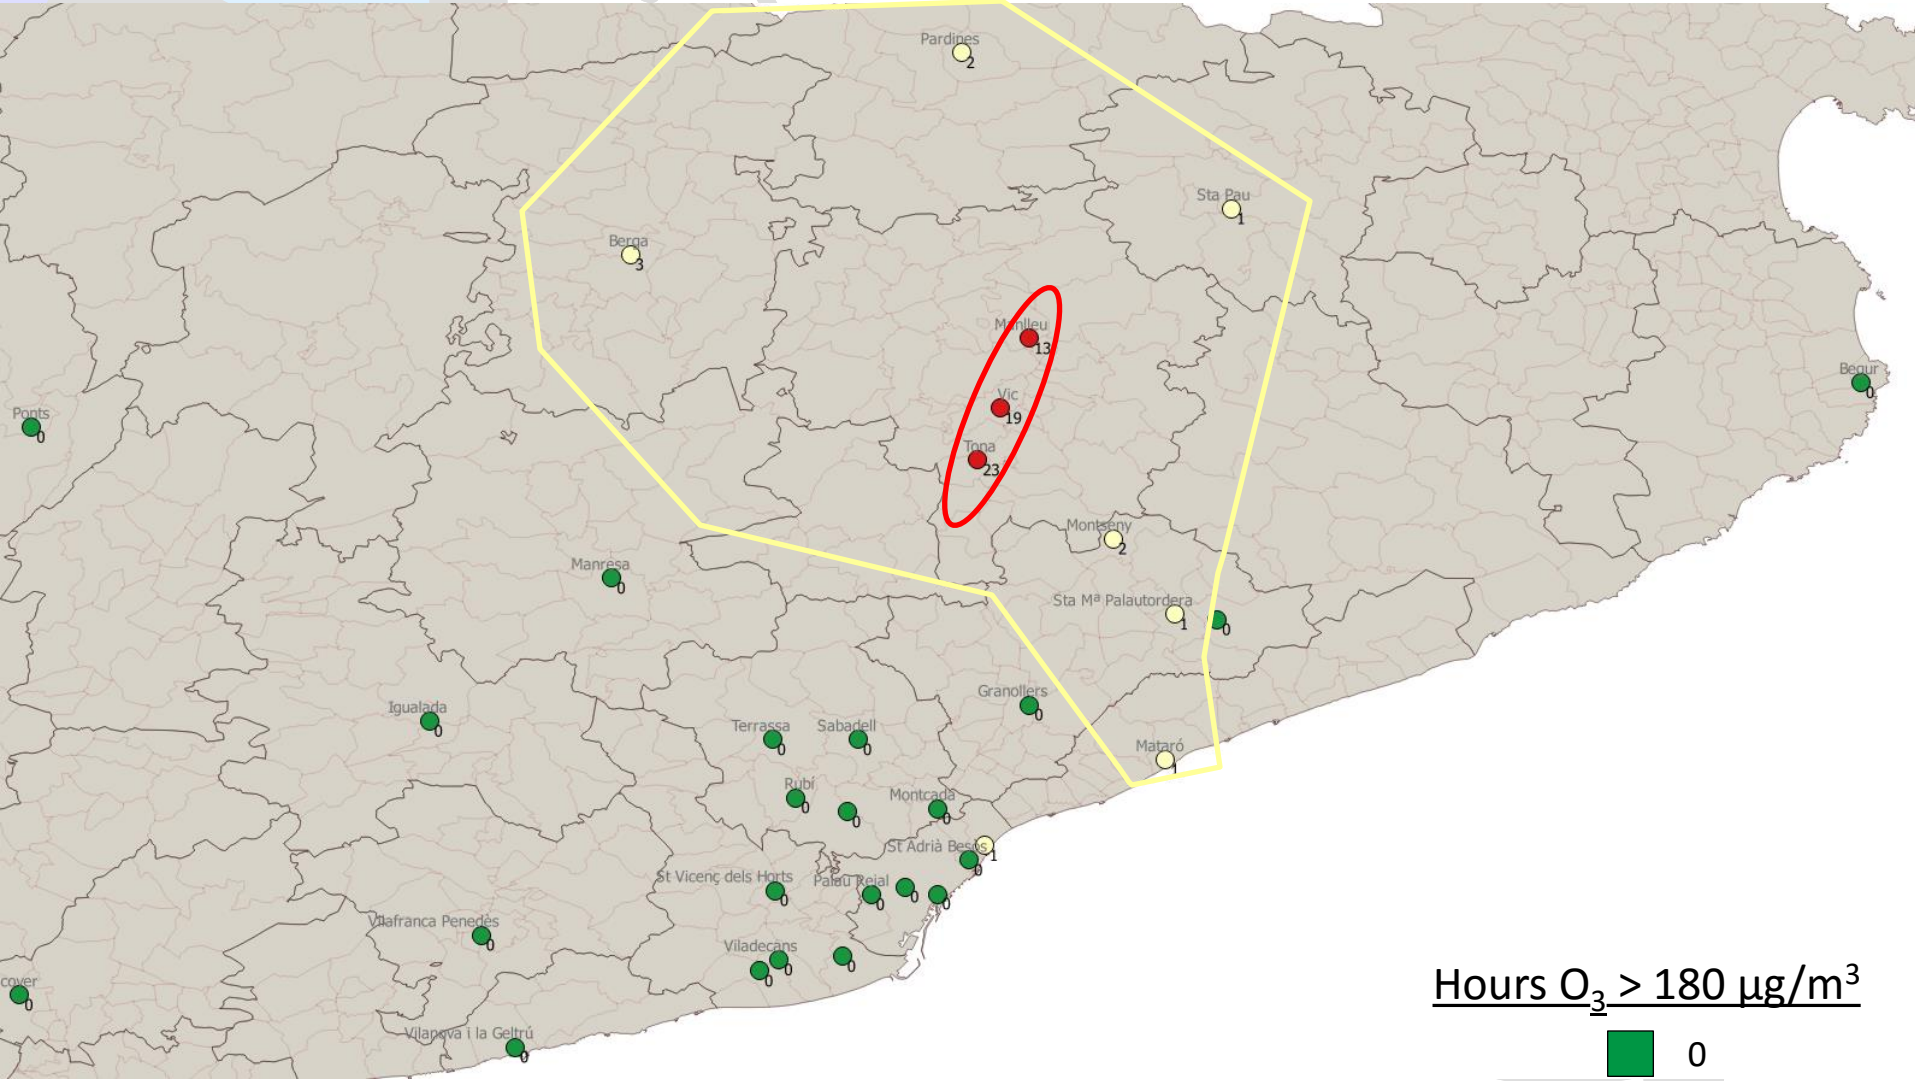 Pardines
2
Sta Pau
1
Berga
3
Manlleu
13
Vic
19
Begur
0
Ponts
0
Tona
23
Montseny
2
Manresa
0
Sta Mª Palautordera
1
0
Granollers
0
Igualada
0
Terrassa
0
Sabadell
0
Mataró
1
Rubí
0
0
Montcada
0
St Adrià Besòs
1
0
St Vicenç dels Horts
0
Palau Reial
0
0
0
Vilafranca Penedès
0
Viladecans
0
0
0
cover
0
Vilanova i la Geltrú
0
Hours O₃ > 180 µg/m³
0